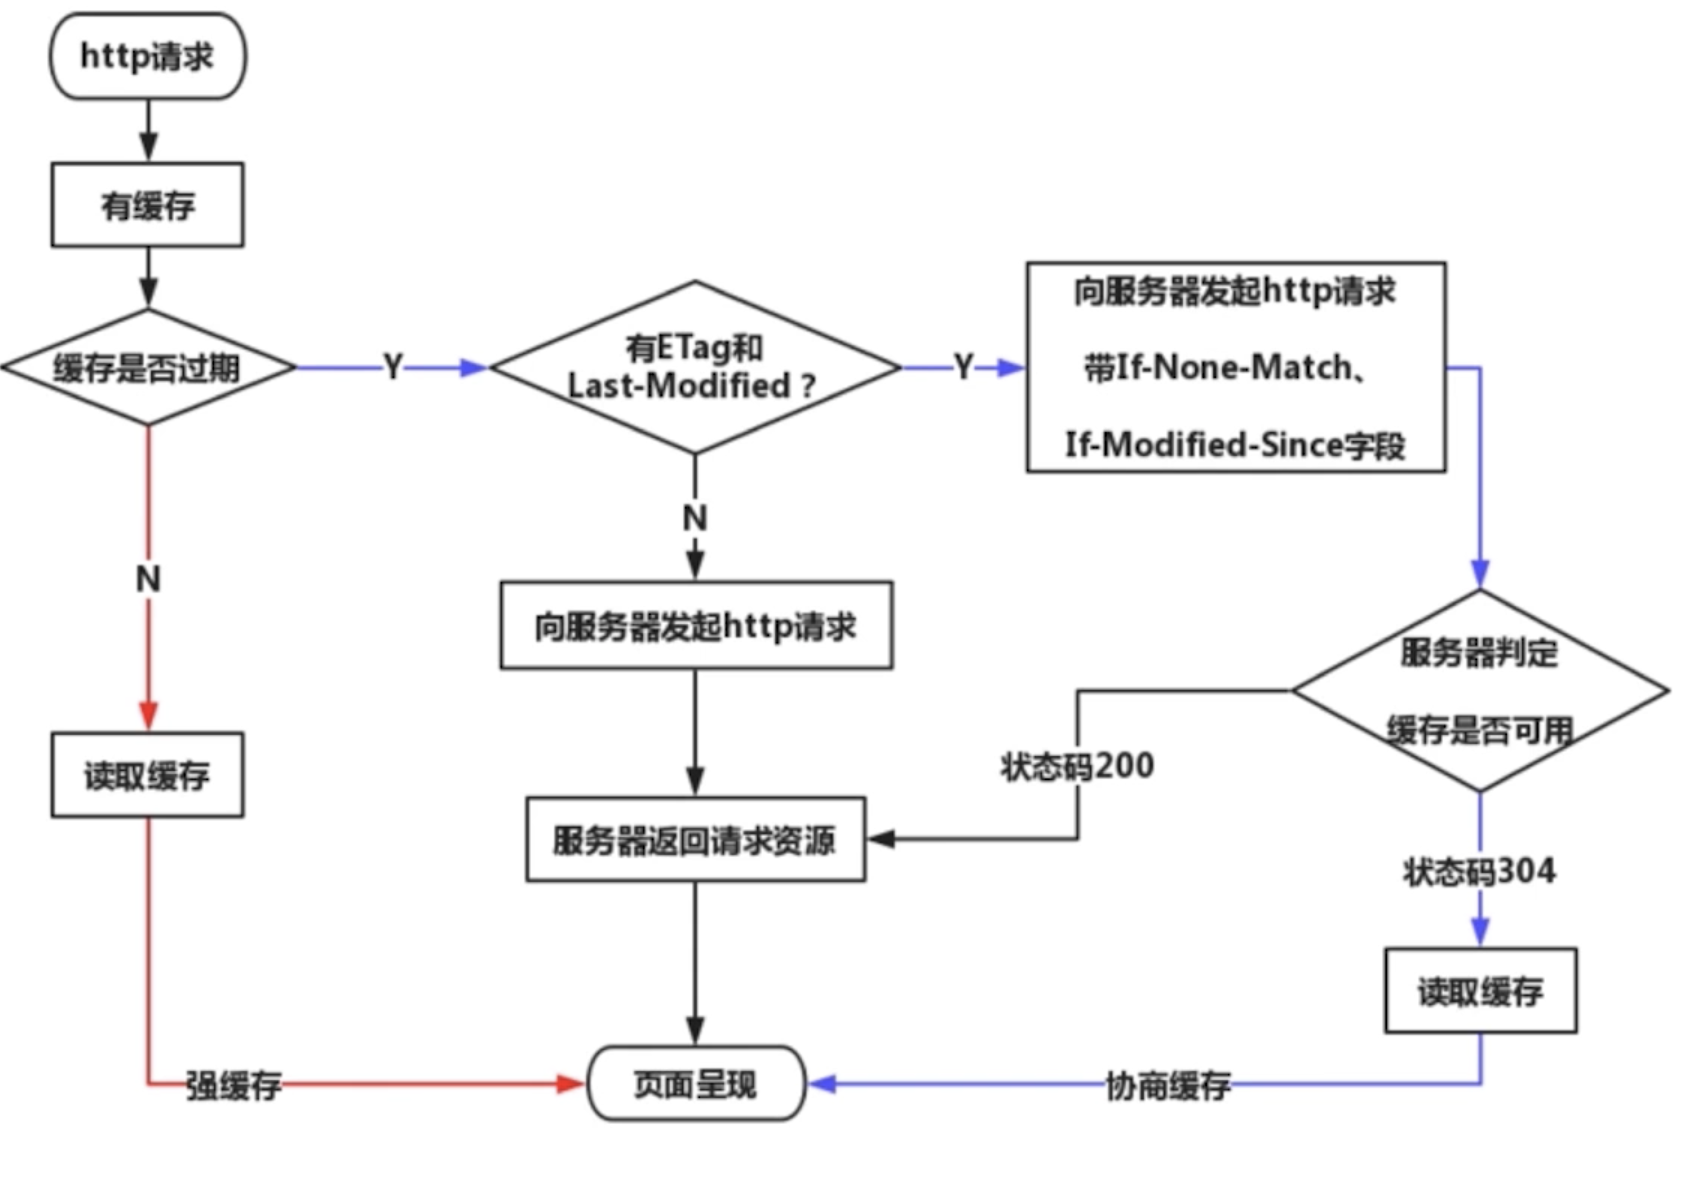 http请求
有缓存
缓存是否过期
Y
有ETag和
Last-Modified？
Y
向服务器发起http请求
带If-None-Match、
If-Modified-Since字段
N
N
向服务器发起http请求
服务器判定
缓存是否可用
读取缓存
状态码200
服务器返回请求资源
状态码304
读取缓存
强缓存
页面呈现
协商缓存